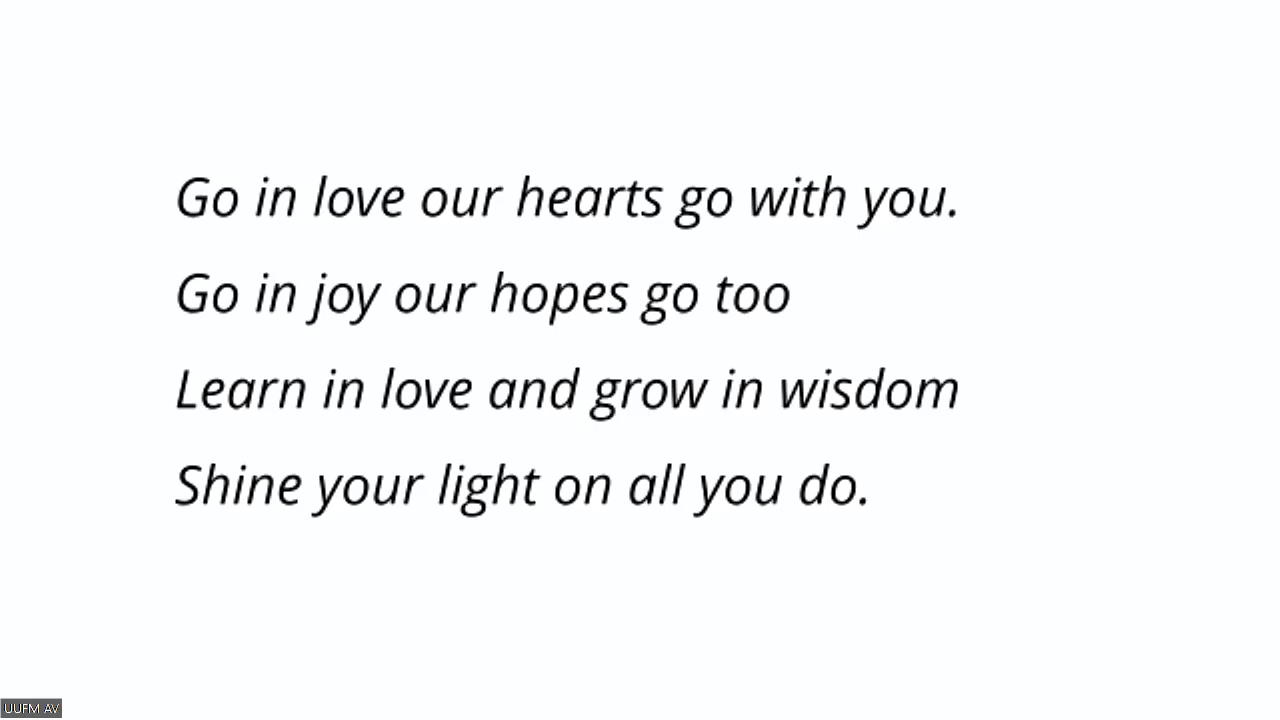 Go in love our hearts go with you.
Go in joy our hopes go too
Learn in love and grow in wisdom
Shine your light on all you do.
UUFM AV